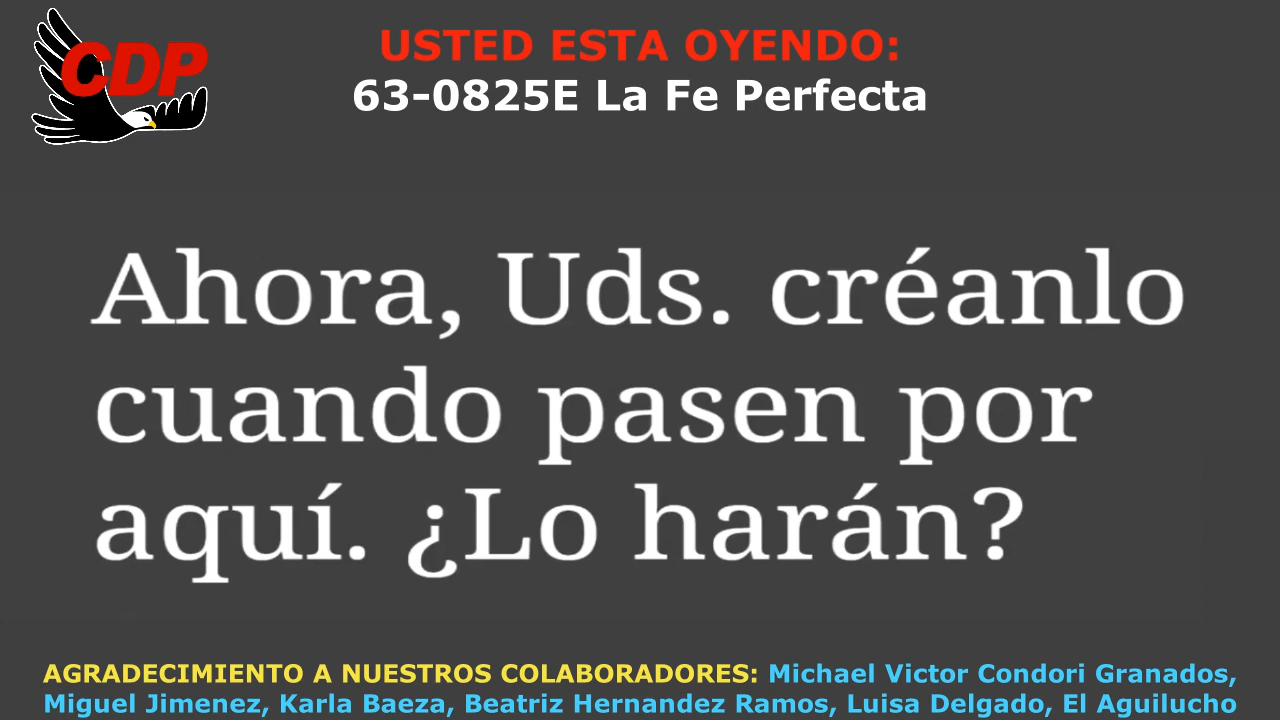 CDP
USTED ESTA OYENDO:
63-0825E La Fe Perfecta
Ahora, Uds. créanlo
cuando pasen por
aquí. ¿Lo harán?
AGRADECIMIENTO A NUESTROS COLABORADORES: Michael Victor Condori Granados,
Miguel Jimenez, Karla Baeza, Beatriz Hernandez Ramos, Luisa Delgado, El Aguilucho